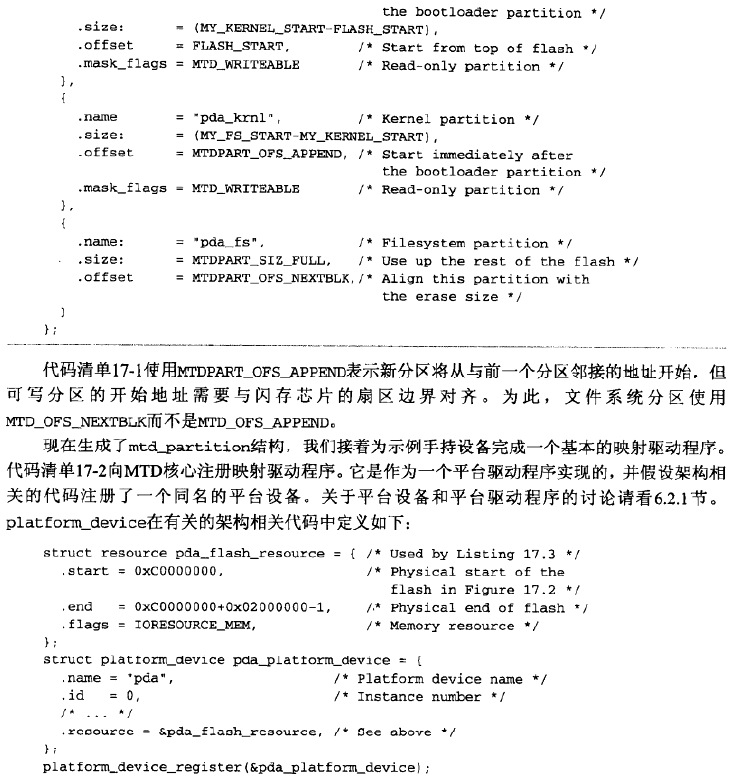 the bootloader partition */
.size: = (MY_KERNEL_START-FLASH_START),
.offset = FLASH_START, /* Start from top of flash */
.mask_flags = MTD_WRITEABLE /* Read-only partition */
},
{
.name = "pda_krnl", /* Kernel partition */
.size: = (MY_FS_START-MY_KERNEL_START),
.offset = MTDPART_OFS_APPEND, /* Start immediately after
the bootloader partition */
.mask_flags = MTD_WRITEABLE /* Read-only partition */
},
{
.name: = "pda_fs", /* Filesystem partition */
.size: = MTDPART_SIZ_FULL, /* Use up the rest of the flash */
.offset = MTDPART_OFS_NEXTBLK, /* Align this partition with
the erase size */
}
};
代码清单17-1使用MTDPART_OFS_APPEND表示新分区将从与前一个分区邻接的地址开始，但
可写分区的开始地址需要与闪存芯片的扇区边界对齐。为此，文件系统分区使用
MTD_OFS_NEXTBLK而不是MTD_OFS_APPEND。
现在生成了mtd_partition结构，我们接着为示例手持设备完成一个基本的映射驱动程序。
代码清单17-2向MTD核心注册映射驱动程序。它是作为一个平台驱动程序实现的，并假设架构相
关的代码注册了一个同名的平台设备。关于平台设备和平台驱动程序的讨论请看6.2.1节。
platform_device在有关的架构相关代码中定义如下：
struct resource pda_flash_resource = { /* Used by Listing 17.3 */
.start = 0xC0000000, /* Physical start of the
flash in Figure 17.2 */
.end = 0xC0000000+0x02000000-1, /* Physical end of flash */
.flags = IORESOURCE_MEM, /* Memory resource */
};
struct platform_device pda_platform_device = {
.name = "pda", /* Platform device name */
.id = 0, /* Instance number */
/* ... */
.resource = &pda_flash_resource, /* See above */
};
platform_device_register(&pda_platform_device);